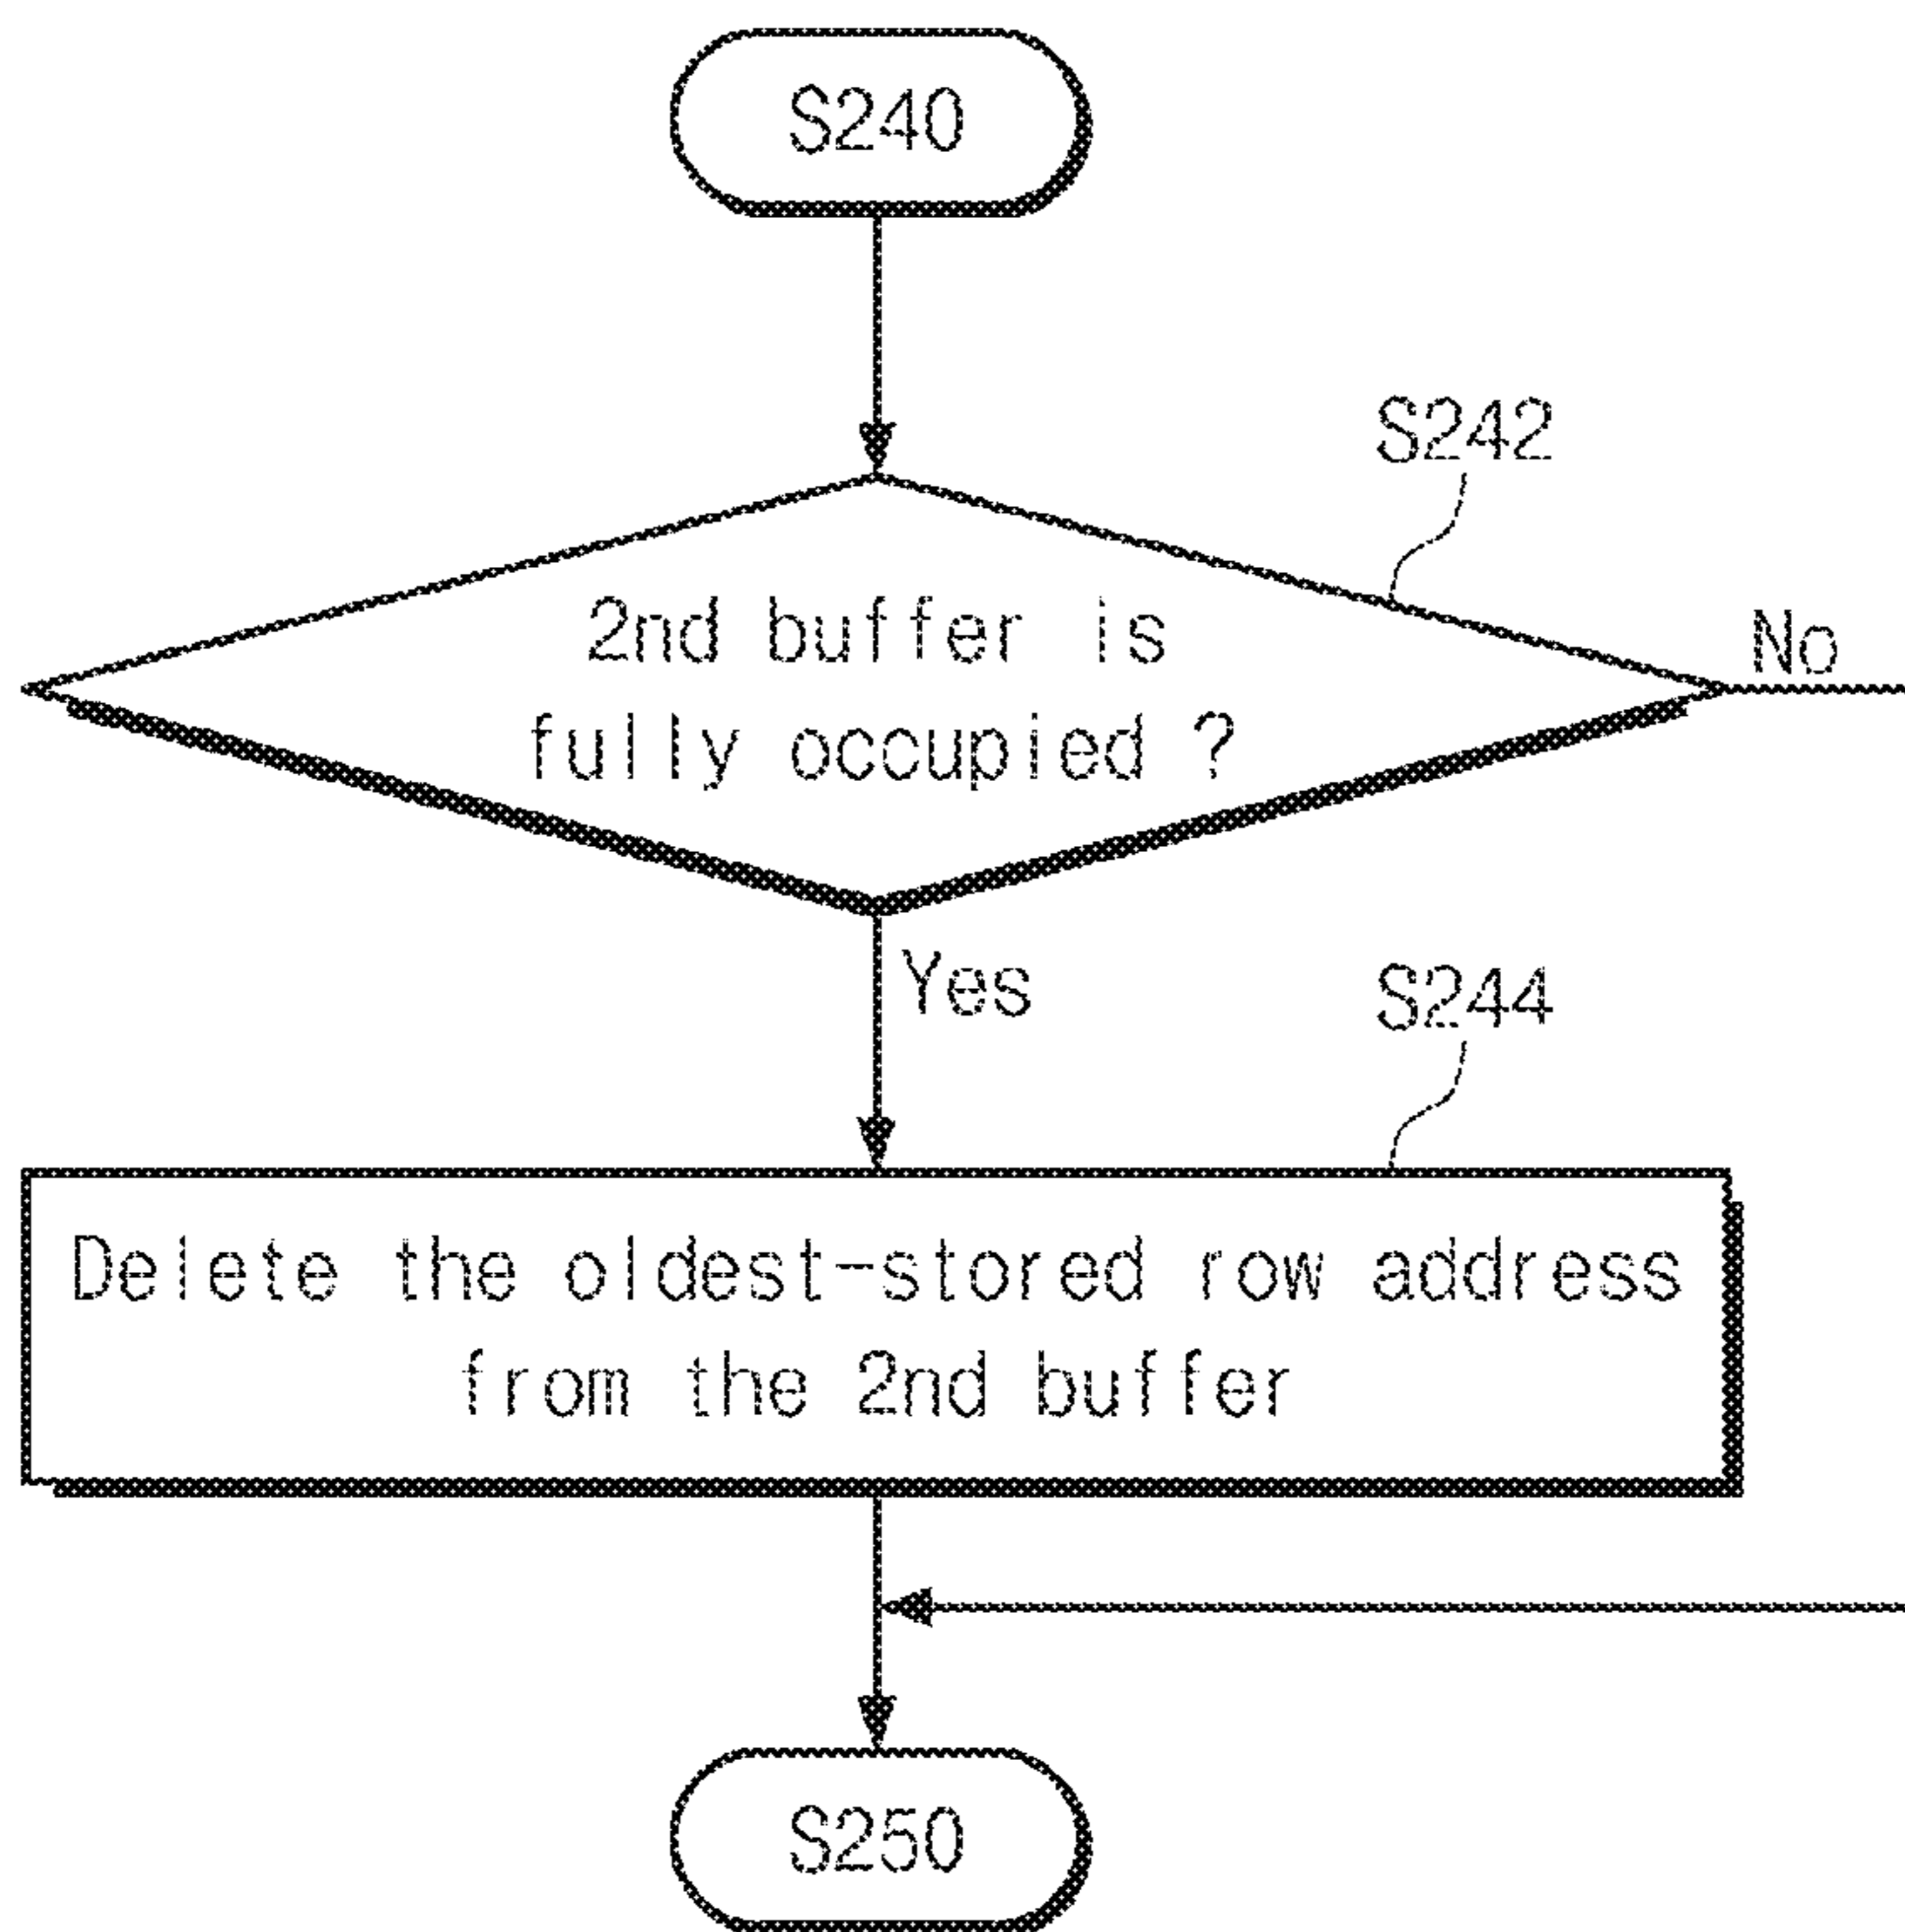 S240
S242
2nd buffer is
fully occupied ?
No
Yes
S244
Delete the oldest-stored row address
from the 2nd buffer
S250